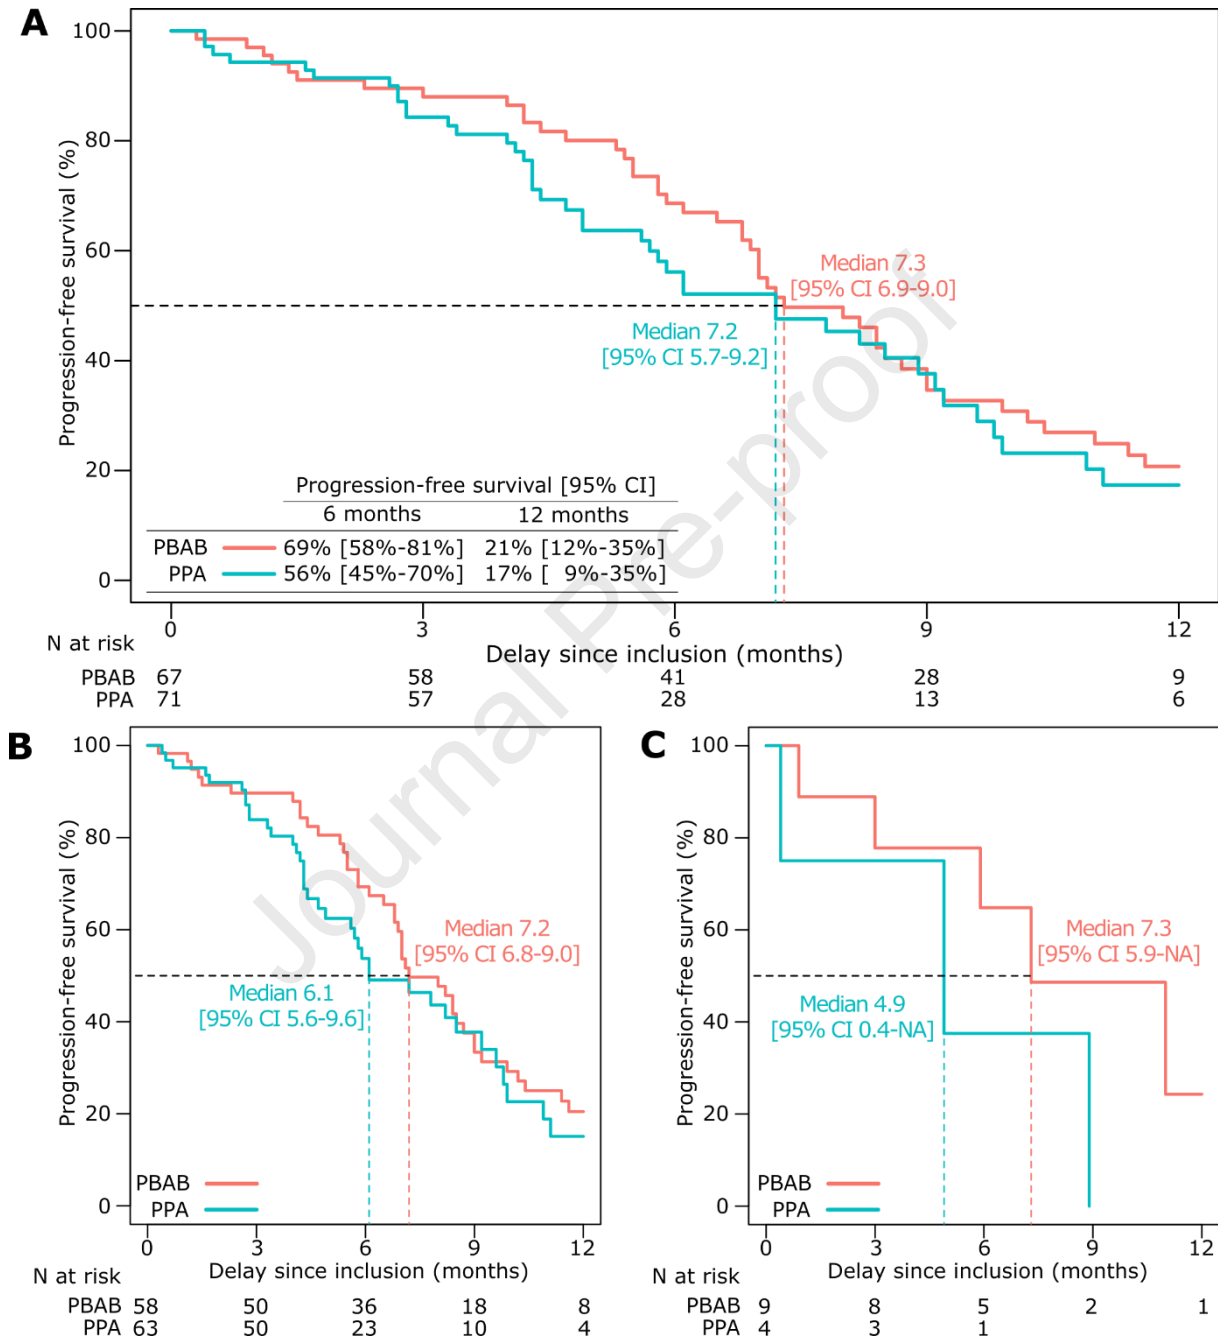 A
100
80
60
40
20
0
Progression-free survival (%)
Median 7.3
[95% CI 6.9-9.0]
Median 7.2
[95% CI 5.7-9.2]
Progression-free survival [95% CI]
6 months 12 months
PBAB 69% [58%-81%] 21% [12%-35%]
PPA 56% [45%-70%] 17% [ 9%-35%]
0 3 6 9 12
N at risk
Delay since inclusion (months)
PBAB 67 58 41 28 9
PPA 71 57 28 13 6
Journal Pre-proof
B
100
80
60
40
20
0
Progression-free survival (%)
Median 7.2
[95% CI 6.8-9.0]
Median 6.1
[95% CI 5.6-9.6]
PBAB
PPA
0 3 6 9 12
N at risk
Delay since inclusion (months)
PBAB 58 50 36 18 8
PPA 63 50 23 10 4
C
100
80
60
40
20
0
Progression-free survival (%)
Median 7.3
[95% CI 5.9-NA]
Median 4.9
[95% CI 0.4-NA]
PBAB
PPA
0 3 6 9 12
N at risk
Delay since inclusion (months)
PBAB 9 8 5 2 1
PPA 4 3 1